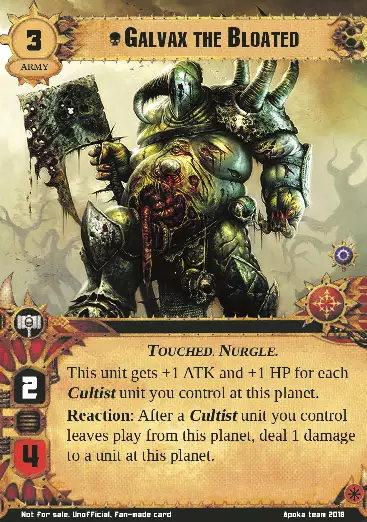 3
GALVAX THE BLOATED
ARMY
TOUCHED. NURGLE.
This unit gets +1 ATK and +1 HP for each
Cultist unit you control at this planet.
2
Reaction: After a Cultist unit you control
leaves play from this planet, deal 1 damage
4
to a unit at this planet.
Not for sale. Unofficial, Fan-made card
Apoka team 2018